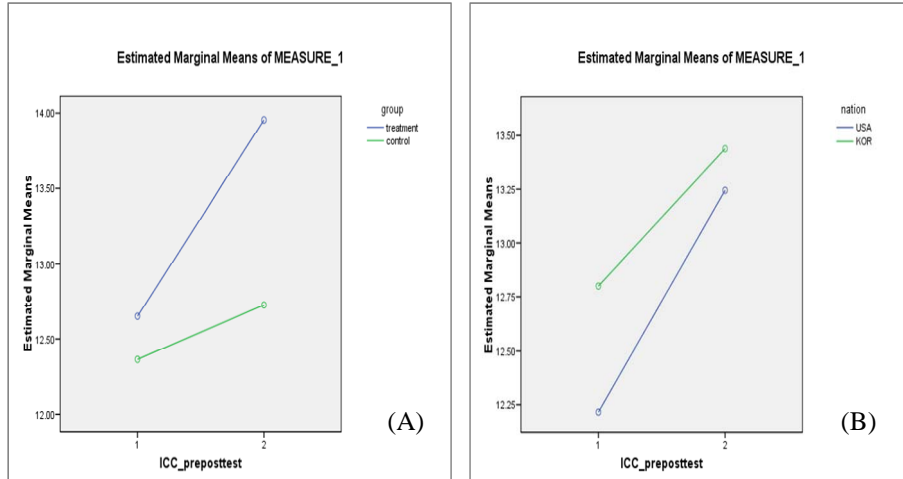 Estimated Marginal Means of MEASURE_1
group
treatment
control
Estimated Marginal Means
14.00
13.50
13.00
12.50
12.00
1
2
ICC_preposttest
(A)
Estimated Marginal Means of MEASURE_1
nation
USA
KOR
Estimated Marginal Means
13.50
13.25
13.00
12.75
12.50
12.25
1
2
ICC_preposttest
(B)